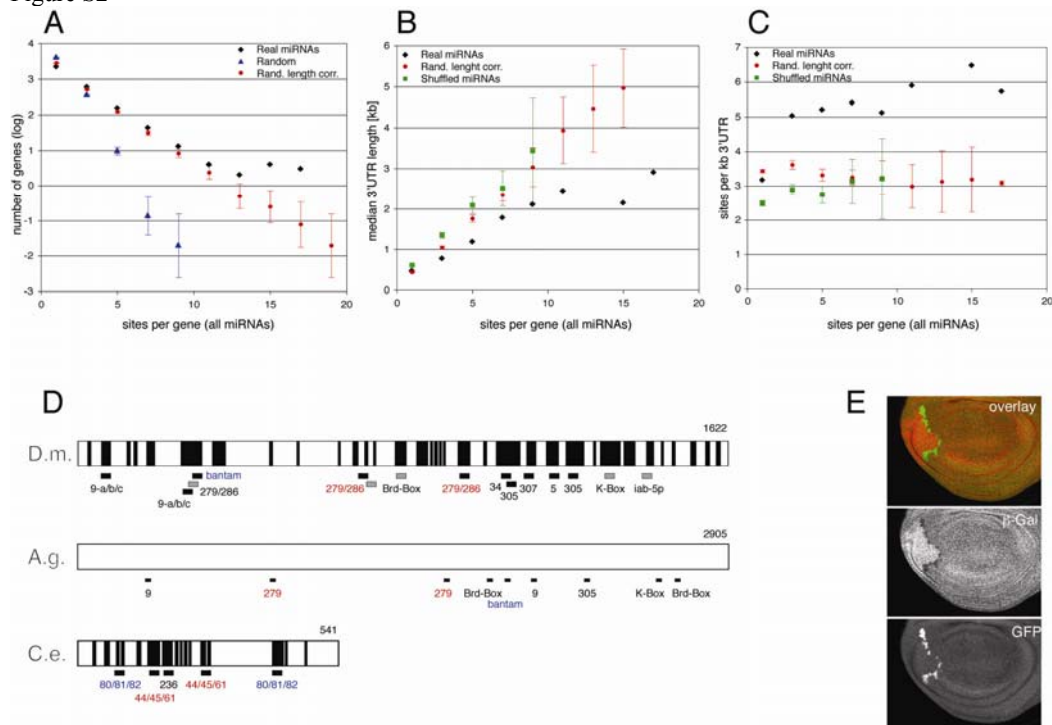 Figure S2
A
Real miRNAs
Random
Rand. length corr.
number of genes (log)
4
3
2
1
0
-1
-2
-3
0
5
10
15
20
sites per gene (all miRNAs)
B
Real miRNAs
Rand. lenght corr.
Shuffled miRNAs
median 3'UTR length [kb]
7
6
5
4
3
2
1
0
0
5
10
15
20
sites per gene (all miRNAs)
C
Real miRNAs
Rand. lenght corr.
Shuffled miRNAs
sites per kb 3'UTR
7
6
5
4
3
2
1
0
0
5
10
15
20
sites per gene (all miRNAs)
D
1622
D.m.
9-a/b/c
9-a/b/c
bantam
279/286
279/286
Brd-Box
279/286
34
305
307
5
305
K-Box
iab-5p
2905
A.g.
9
279
279
Brd-Box
bantam
9
305
K-Box
Brd-Box
541
C.e.
80/81/82
44/45/61
236
44/45/61
80/81/82
E
overlay
β-Gal
GFP